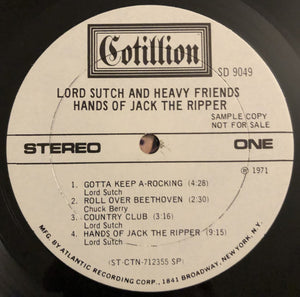 Cotillion
SD 9049
LORD SUTCH AND HEAVY FRIENDS
HANDS OF JACK THE RIPPER
SAMPLE COPY
NOT FOR SALE
STEREO
ONE
℗ 1971
1. GOTTA KEEP A-ROCKING (4:28)
Lord Sutch
2. ROLL OVER BEETHOVEN (2:30)
Chuck Berry
3. COUNTRY CLUB (3:16)
Lord Sutch
4. HANDS OF JACK THE RIPPER (9:15)
Lord Sutch
(ST-CTN-712355 SP)
MFG. BY ATLANTIC RECORDING CORP., 1841 BROADWAY, NEW YORK, N.Y.